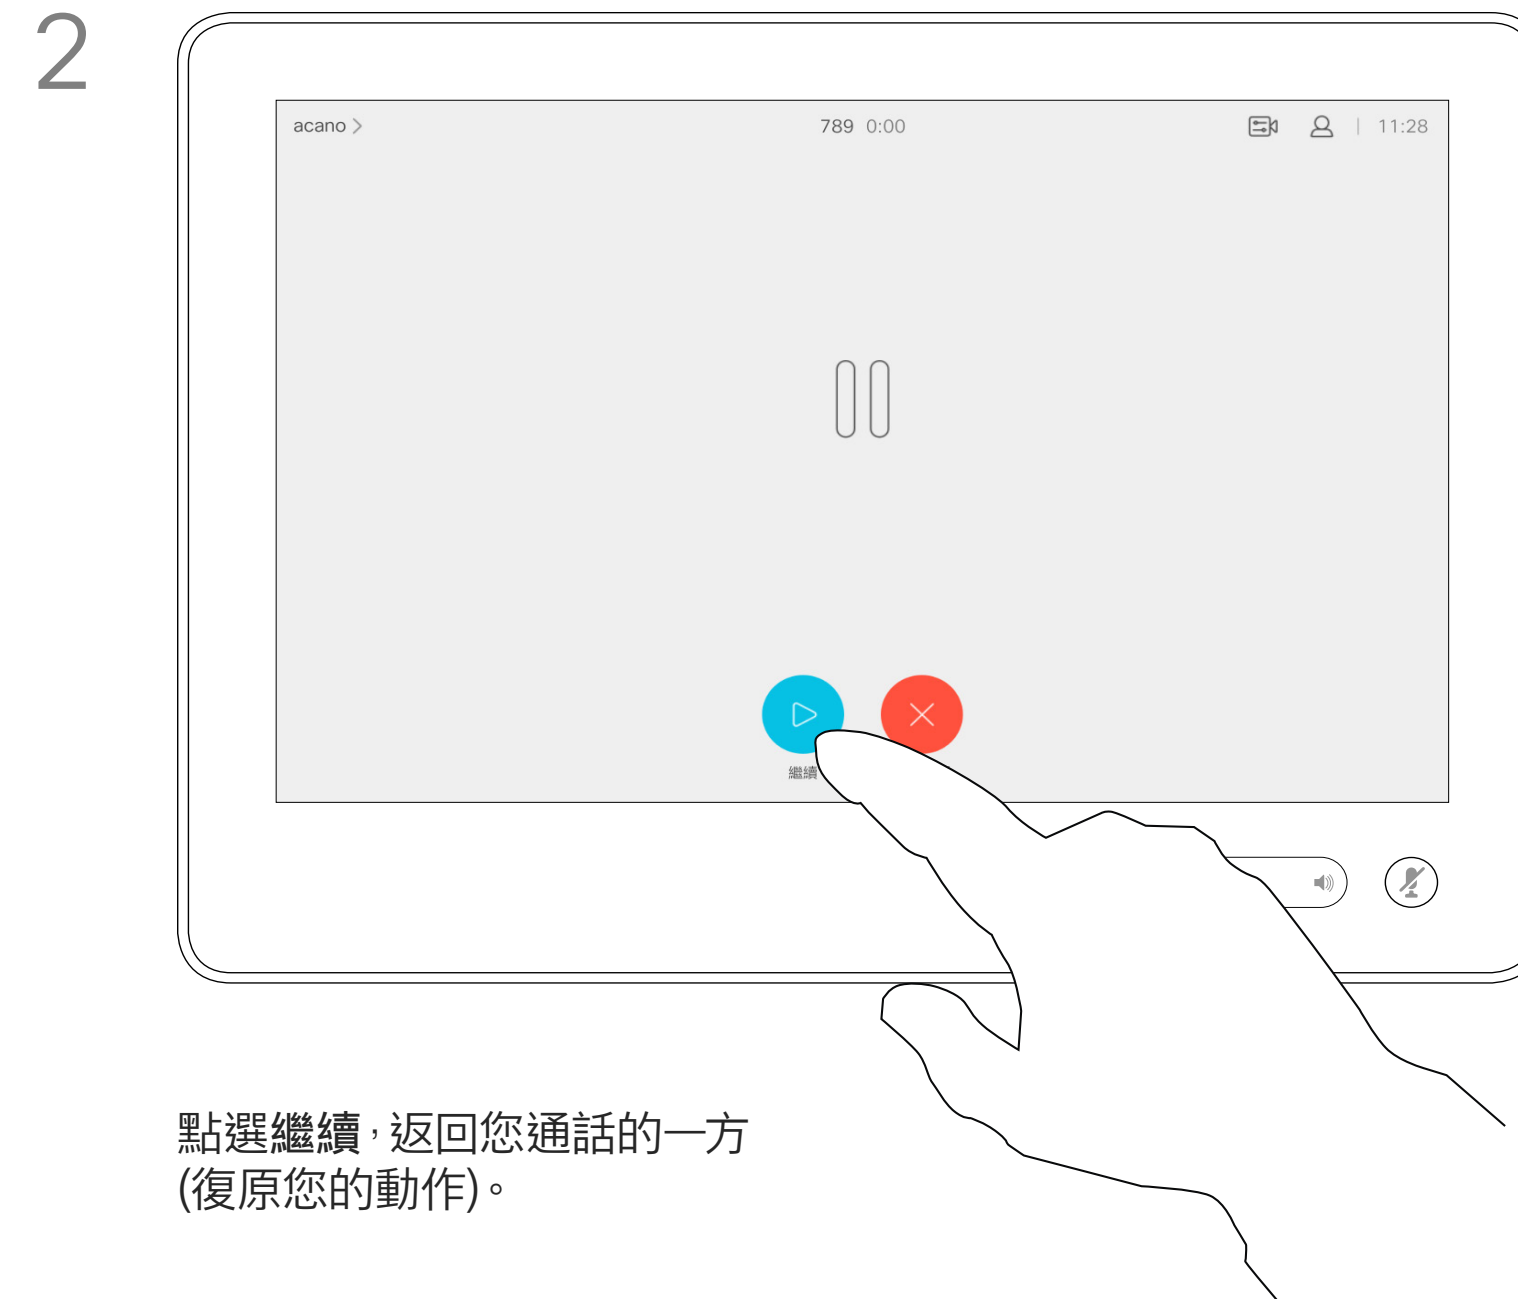 2
acano
789 0:00
11:28
繼續
點選繼續，返回您通話的一方
(復原您的動作)。